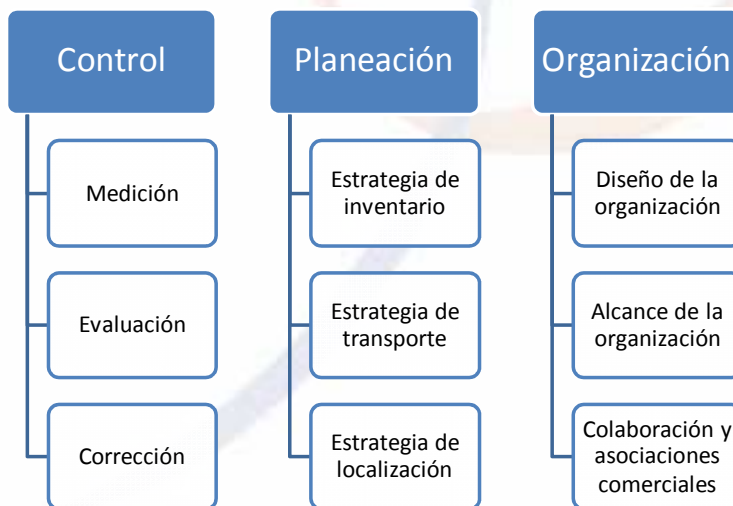 Control
Medición
Evaluación
Corrección
Planeación
Estrategia de
inventario
Estrategia de
transporte
Estrategia de
localización
Organización
Diseño de la
organización
Alcance de la
organización
Colaboración y
asociaciones
comerciales